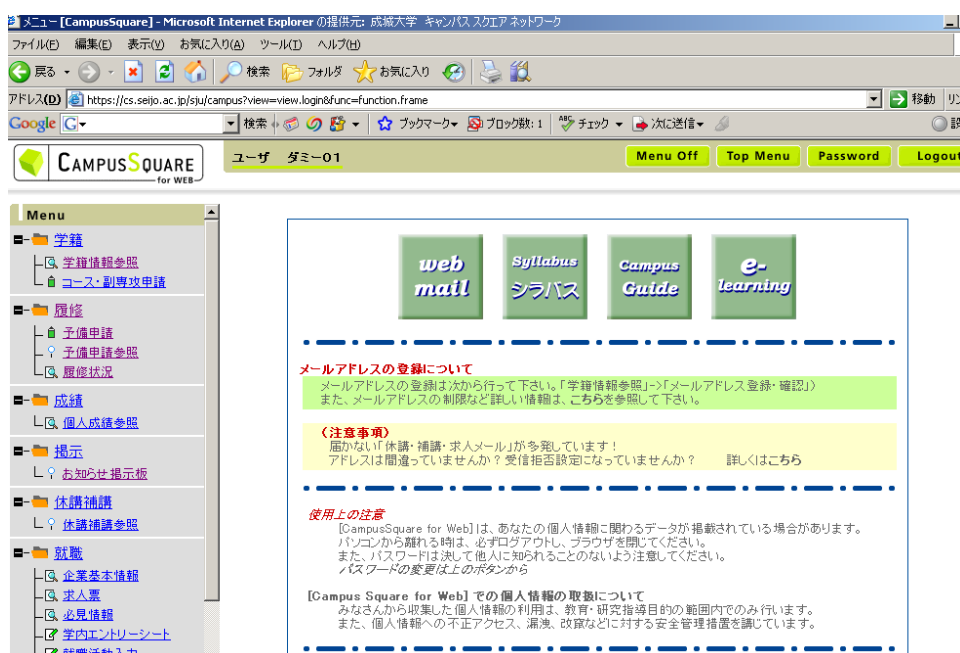 メニュー [CampusSquare] - Microsoft Internet Explorer の提供元: 成城大学 キャンパス スクエア ネットワーク
ファイル(F) 編集(E) 表示(V) お気に入り(A) ツール(T) ヘルプ(H)
戻る 検索 フォルダ お気に入り
アドレス(D) https://cs.seijo.ac.jp/sju/campus?view=view.login&func=function.frame 移動
Google G 検索 ブックマーク ブロック数: 1 ABC チェック 次に送信
CAMPUSSQUARE for WEB
ユーザ ダミー01
Menu Off Top Menu Password Logout
Menu
学籍
学籍情報参照
コース・副専攻申請
履修
予備申請
予備申請参照
履修状況
成績
個人成績参照
掲示
お知らせ掲示板
休講補講
休講補講参照
就職
企業基本情報
求人票
必見情報
学内エントリーシート
就職活動入力
web mail
Syllabus シラバス
Campus Guide
e-learning
メールアドレスの登録について
メールアドレスの登録は次から行って下さい。「学籍情報参照」->「メールアドレス登録・確認」)
また、メールアドレスの制限など詳しい情報は、こちらを参照して下さい。
(注意事項)
届かない「休講・補講・求人メール」が多発しています!
アドレスは間違っていませんか?受信拒否設定になっていませんか? 詳しくはこちら
使用上の注意
[CampusSquare for Web]は、あなたの個人情報に関わるデータが掲載されている場合があります。
パソコンから離れる時は、必ずログアウトし、ブラウザを閉じてください。
また、パスワードは決して他人に知られることのないよう注意してください。
パスワードの変更は上のボタンから
[Campus Square for Web] での個人情報の取扱について
みなさんから収集した個人情報の利用は、教育・研究指導目的の範囲内でのみ行います。
また、個人情報への不正アクセス、漏洩、改竄などに対する安全管理措置を講じています。